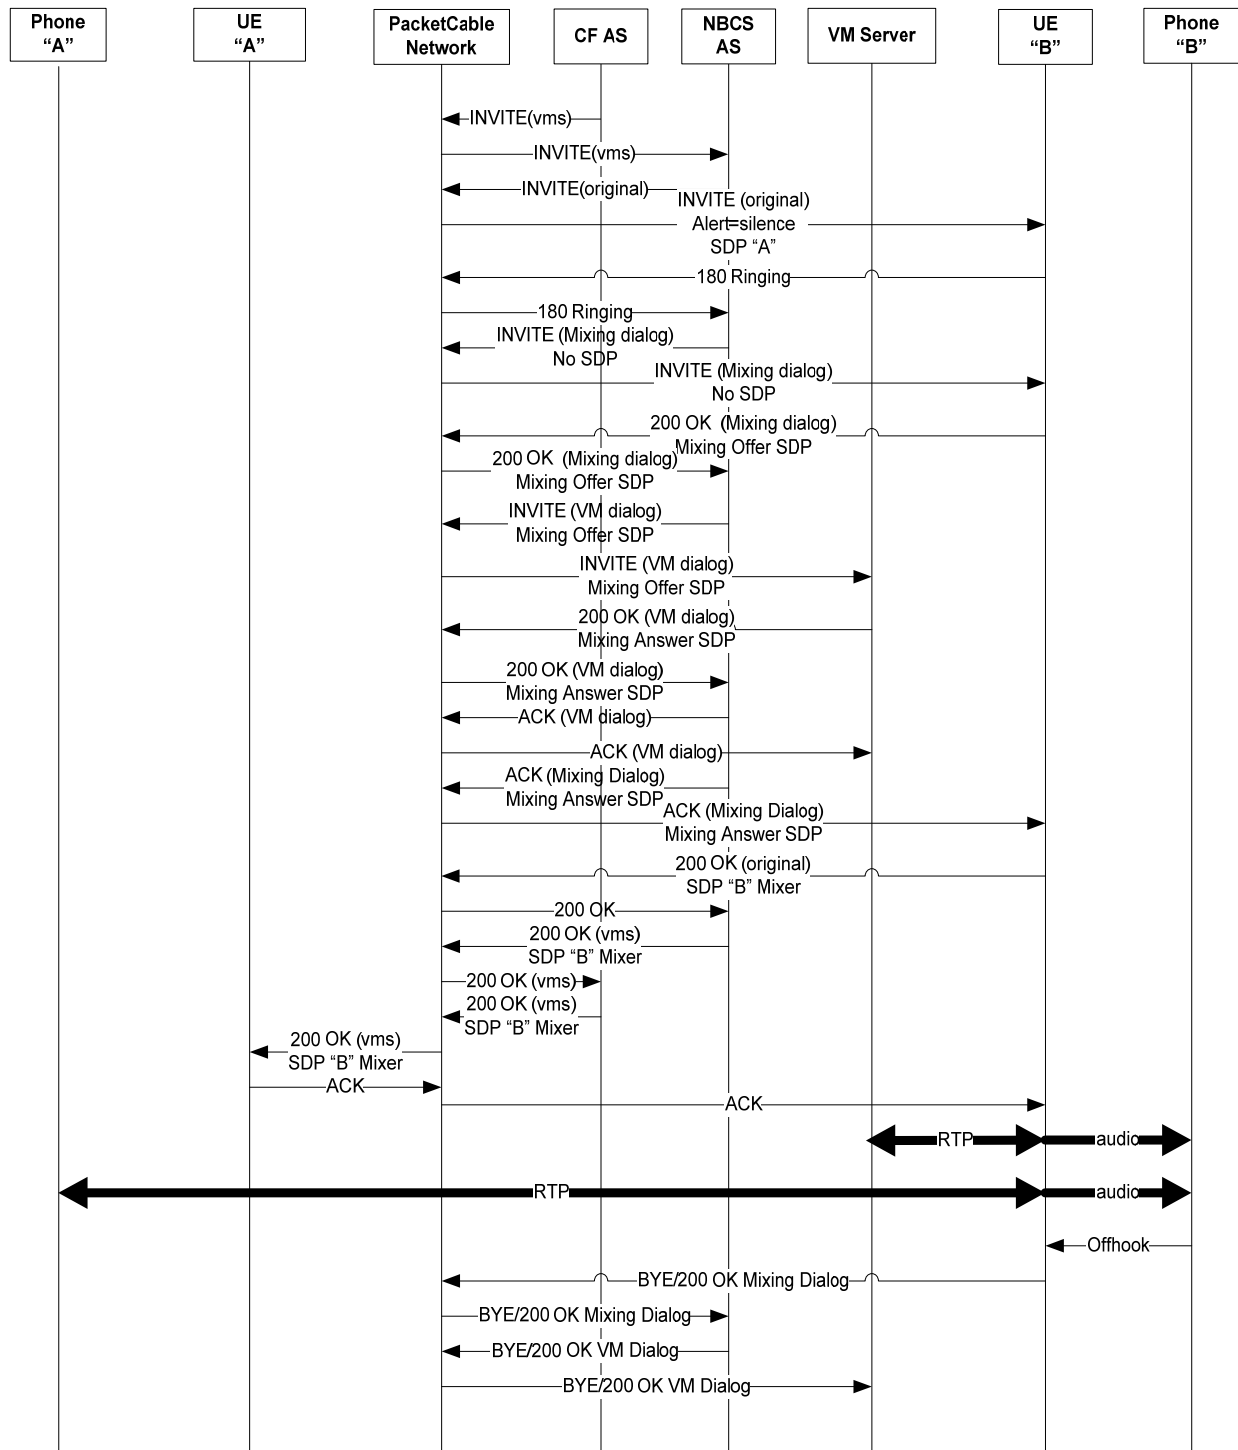 Phone
“A”
UE
“A”
PacketCable
Network
CF AS
NBCS
AS
VM Server
UE
“B”
Phone
“B”
INVITE(vms)
INVITE(vms)
INVITE(original)
INVITE (original)
Alert=silence
SDP “A”
180 Ringing
180 Ringing
INVITE (Mixing dialog)
No SDP
INVITE (Mixing dialog)
No SDP
200 OK (Mixing dialog)
Mixing Offer SDP
200 OK (Mixing dialog)
Mixing Offer SDP
INVITE (VM dialog)
Mixing Offer SDP
INVITE (VM dialog)
Mixing Offer SDP
200 OK (VM dialog)
Mixing Answer SDP
200 OK (VM dialog)
Mixing Answer SDP
ACK (VM dialog)
ACK (VM dialog)
ACK (Mixing Dialog)
Mixing Answer SDP
ACK (Mixing Dialog)
Mixing Answer SDP
200 OK (original)
SDP “B” Mixer
200 OK
200 OK (vms)
SDP “B” Mixer
200 OK (vms)
200 OK (vms)
SDP “B” Mixer
200 OK (vms)
SDP “B” Mixer
ACK
ACK
RTP
audio
RTP
audio
Offhook
BYE/200 OK Mixing Dialog
BYE/200 OK Mixing Dialog
BYE/200 OK VM Dialog
BYE/200 OK VM Dialog